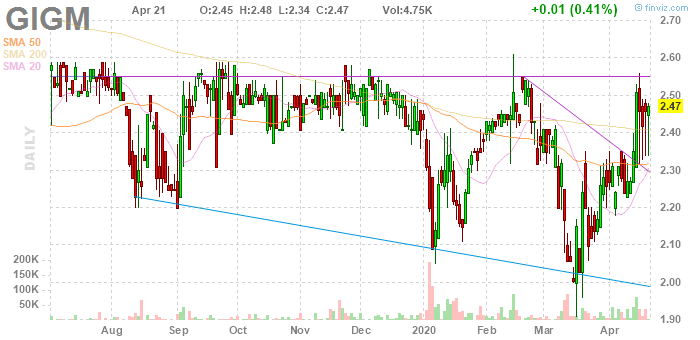 GIGM
Apr 21 O:2.45 H:2.48 L:2.34 C:2.47 Vol:4.75K +0.01 (0.41%)
© finviz.com
SMA 50
SMA 200
SMA 20
DAILY
2.70
2.60
2.50
2.47
2.40
2.30
2.20
2.10
2.00
1.90
200K
150K
100K
50K
Aug Sep Oct Nov Dec 2020 Feb Mar Apr